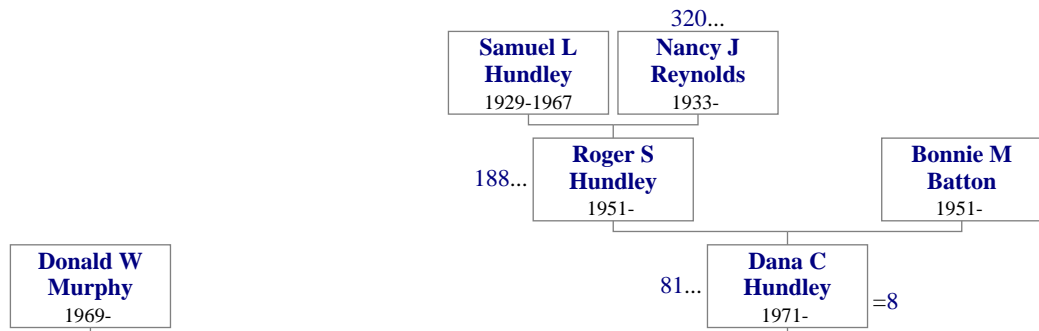 320...
Samuel L
Hundley
1929-1967
Nancy J
Reynolds
1933-
188...
Roger S
Hundley
1951-
Bonnie M
Batton
1951-
Donald W
Murphy
1969-
81...
Dana C
Hundley
1971-
=8